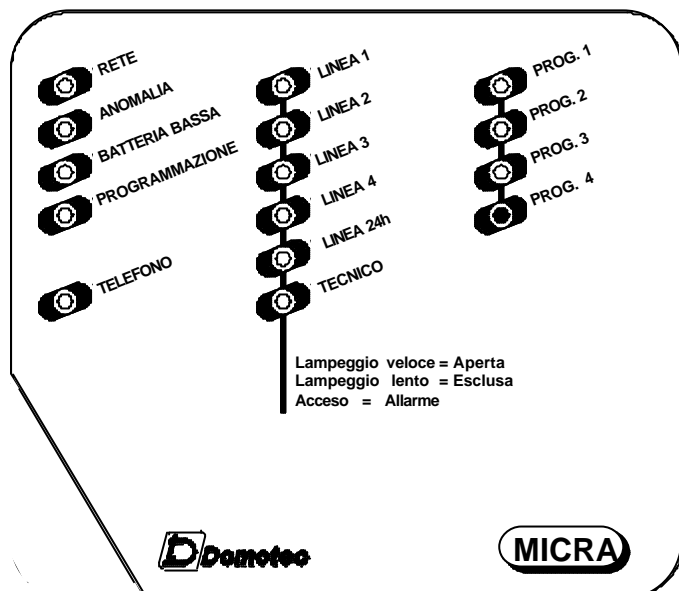 RETE
ANOMALIA
BATTERIA BASSA
PROGRAMMAZIONE
TELEFONO
LINEA 1
LINEA 2
LINEA 3
LINEA 4
LINEA 24h
TECNICO
PROG. 1
PROG. 2
PROG. 3
PROG. 4
Lampeggio veloce = Aperta
Lampeggio lento = Esclusa
Acceso = Allarme
D Domotec
MICRA